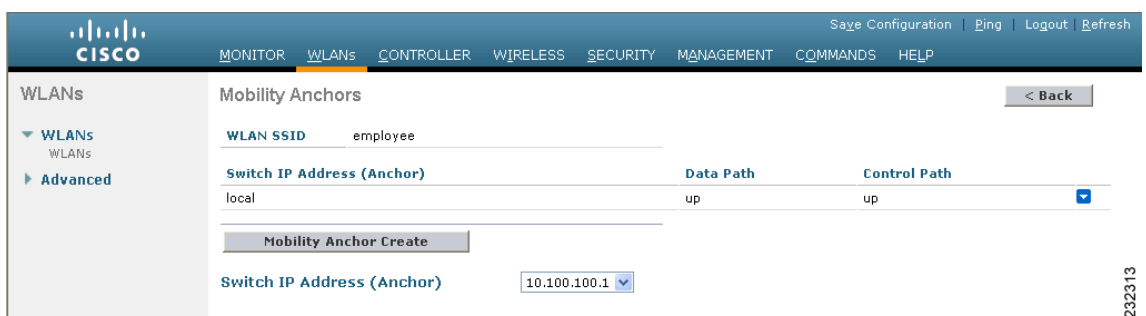 Save Configuration | Ping | Logout | Refresh
CISCO
MONITOR WLANs CONTROLLER WIRELESS SECURITY MANAGEMENT COMMANDS HELP
WLANs
Mobility Anchors
< Back
WLANs
WLANs
Advanced
WLAN SSID employee
Switch IP Address (Anchor) Data Path Control Path
local up up
Mobility Anchor Create
Switch IP Address (Anchor) 10.100.100.1
232313